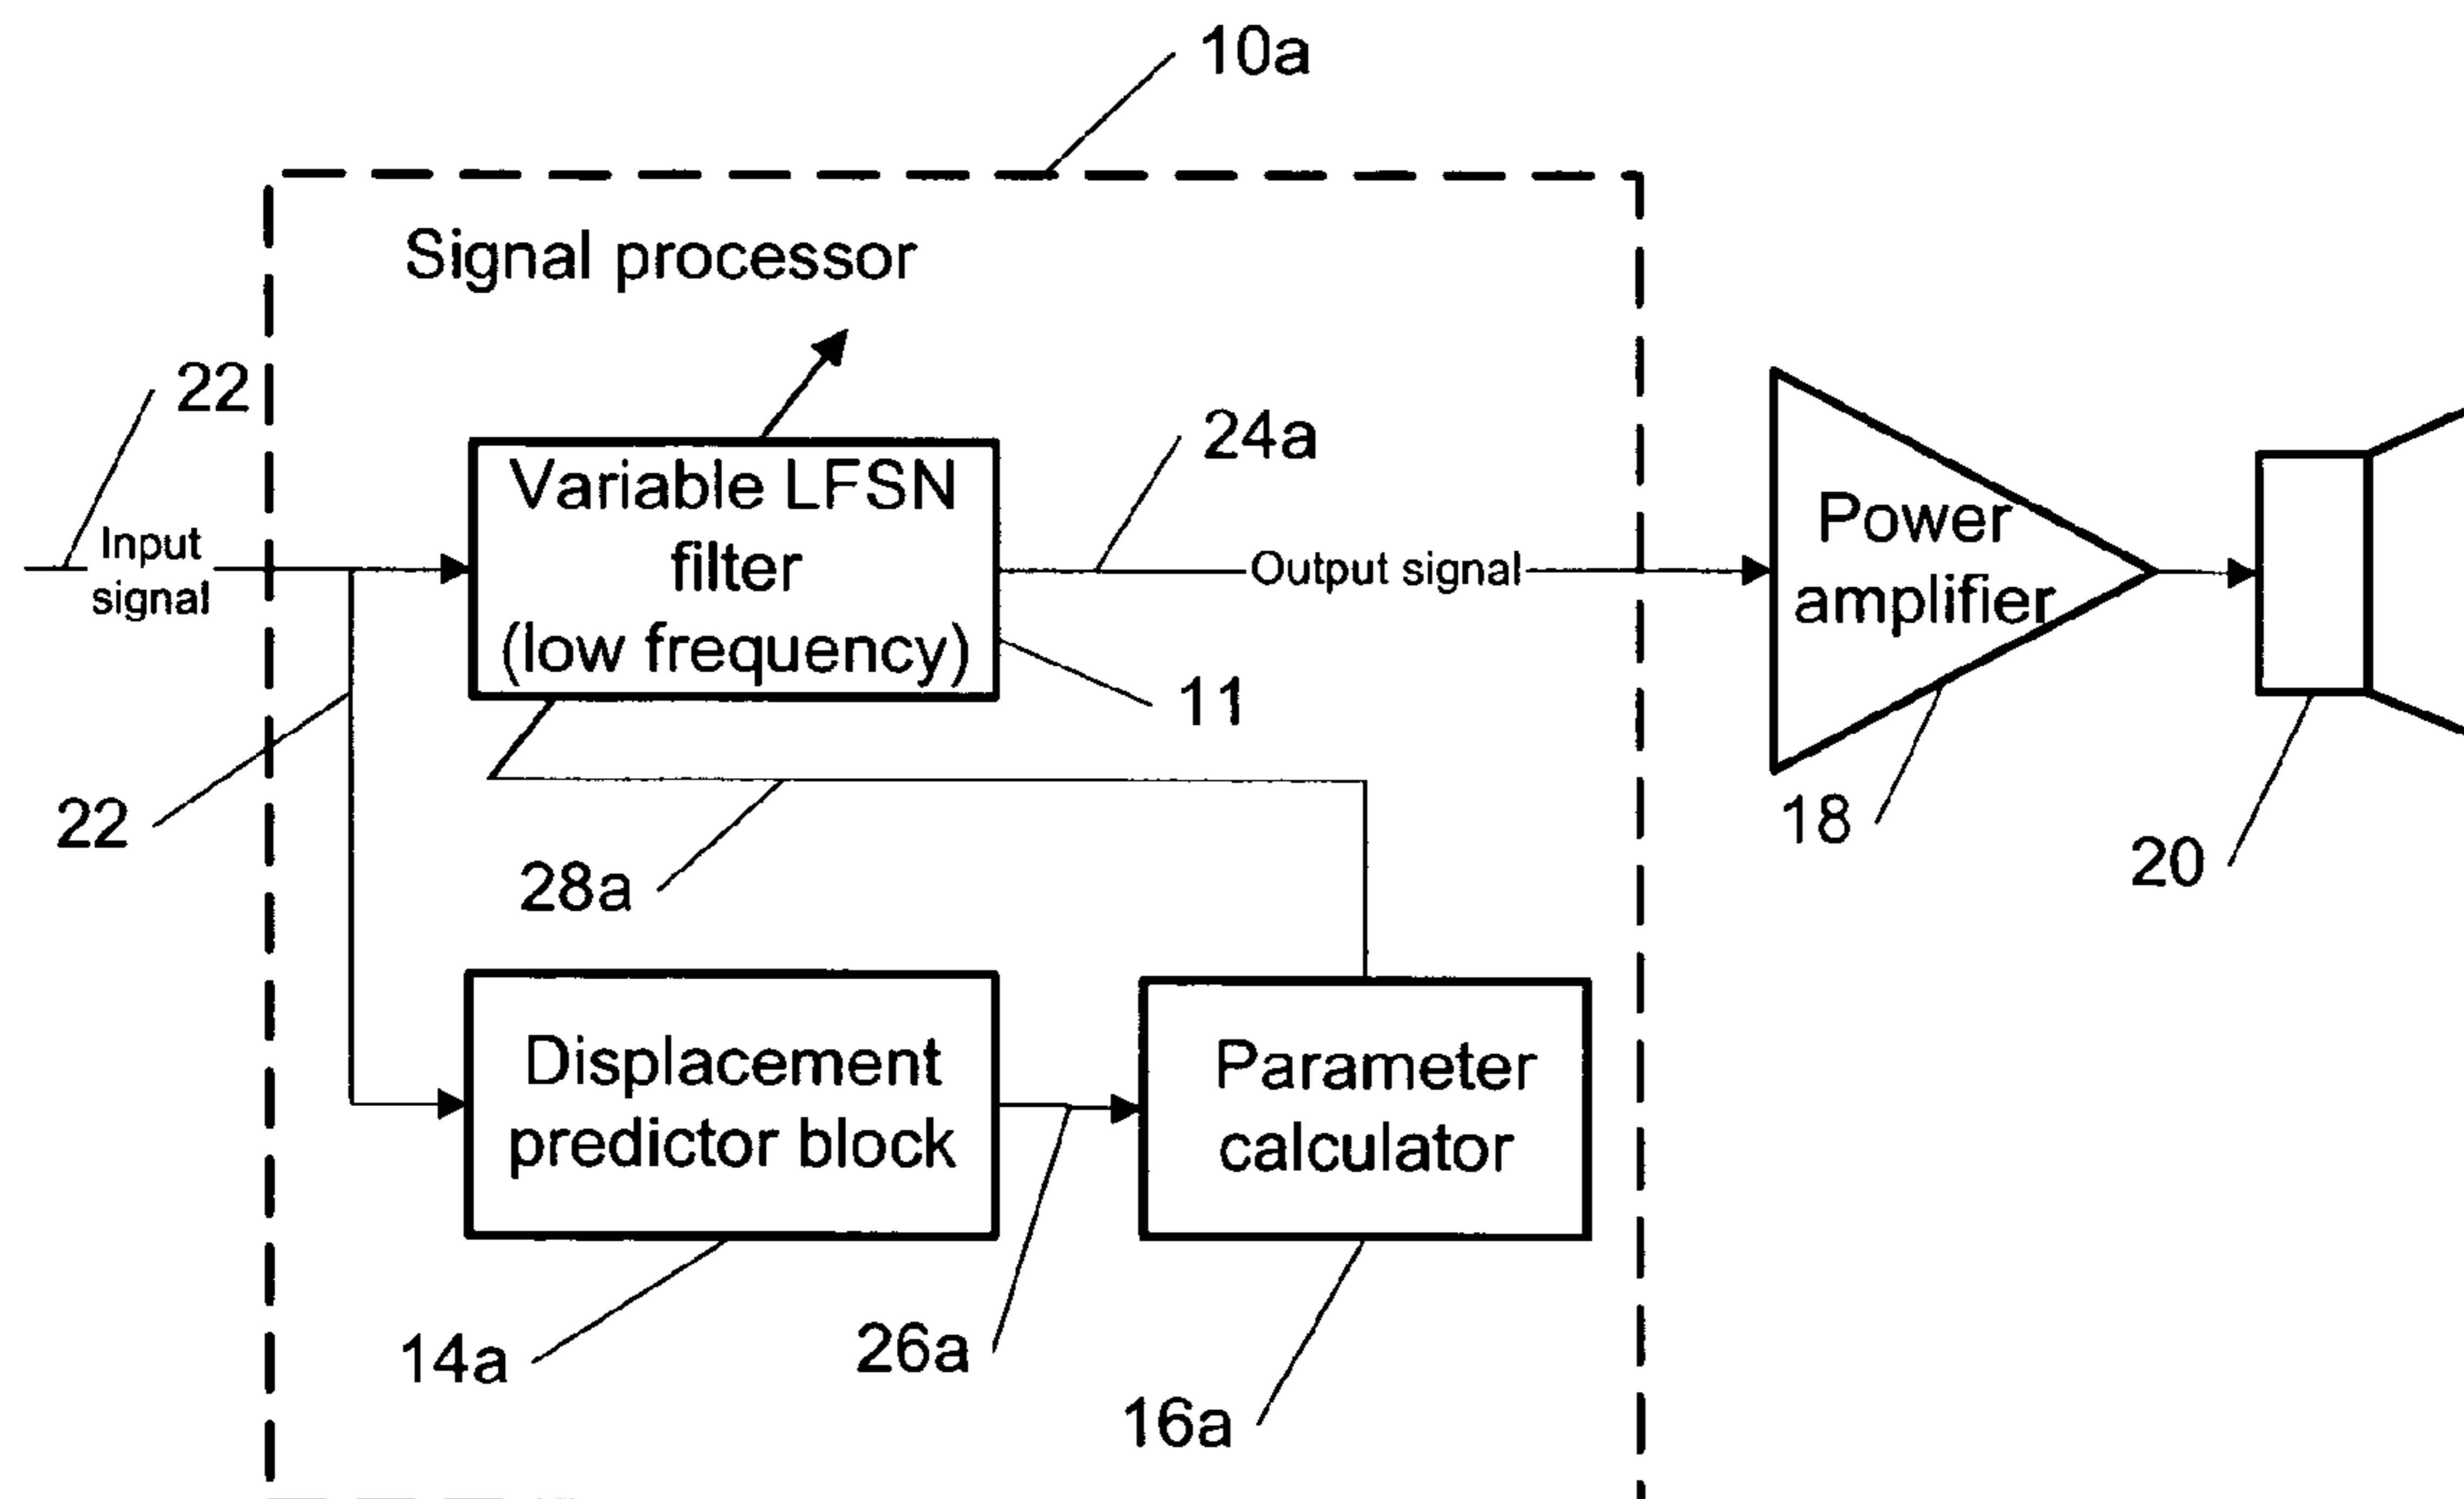 10a
Signal processor
22
Input
signal
Variable LFSN
filter
(low frequency)
24a
Output signal
Power
amplifier
11
22
28a
18
20
Displacement
predictor block
Parameter
calculator
14a
26a
16a